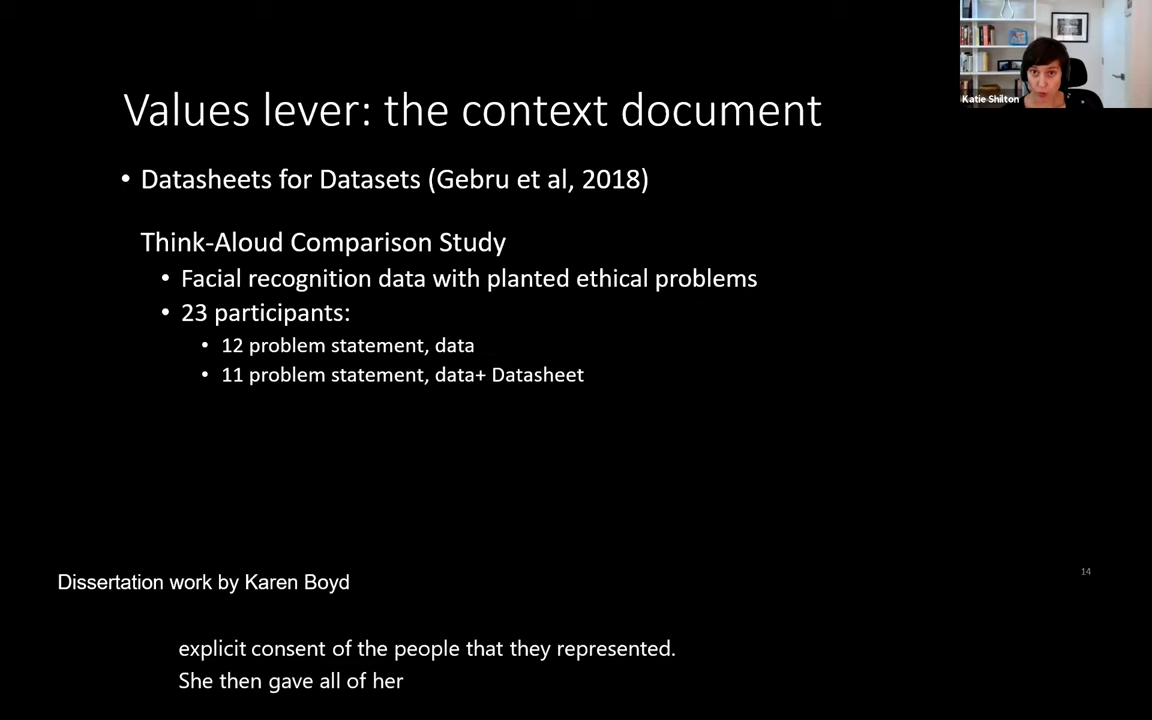 Values lever: the context document
Katie Shilton
• Datasheets for Datasets (Gebru et al, 2018)
Think-Aloud Comparison Study
• Facial recognition data with planted ethical problems
• 23 participants:
• 12 problem statement, data
• 11 problem statement, data+ Datasheet
14
Dissertation work by Karen Boyd
explicit consent of the people that they represented.
She then gave all of her